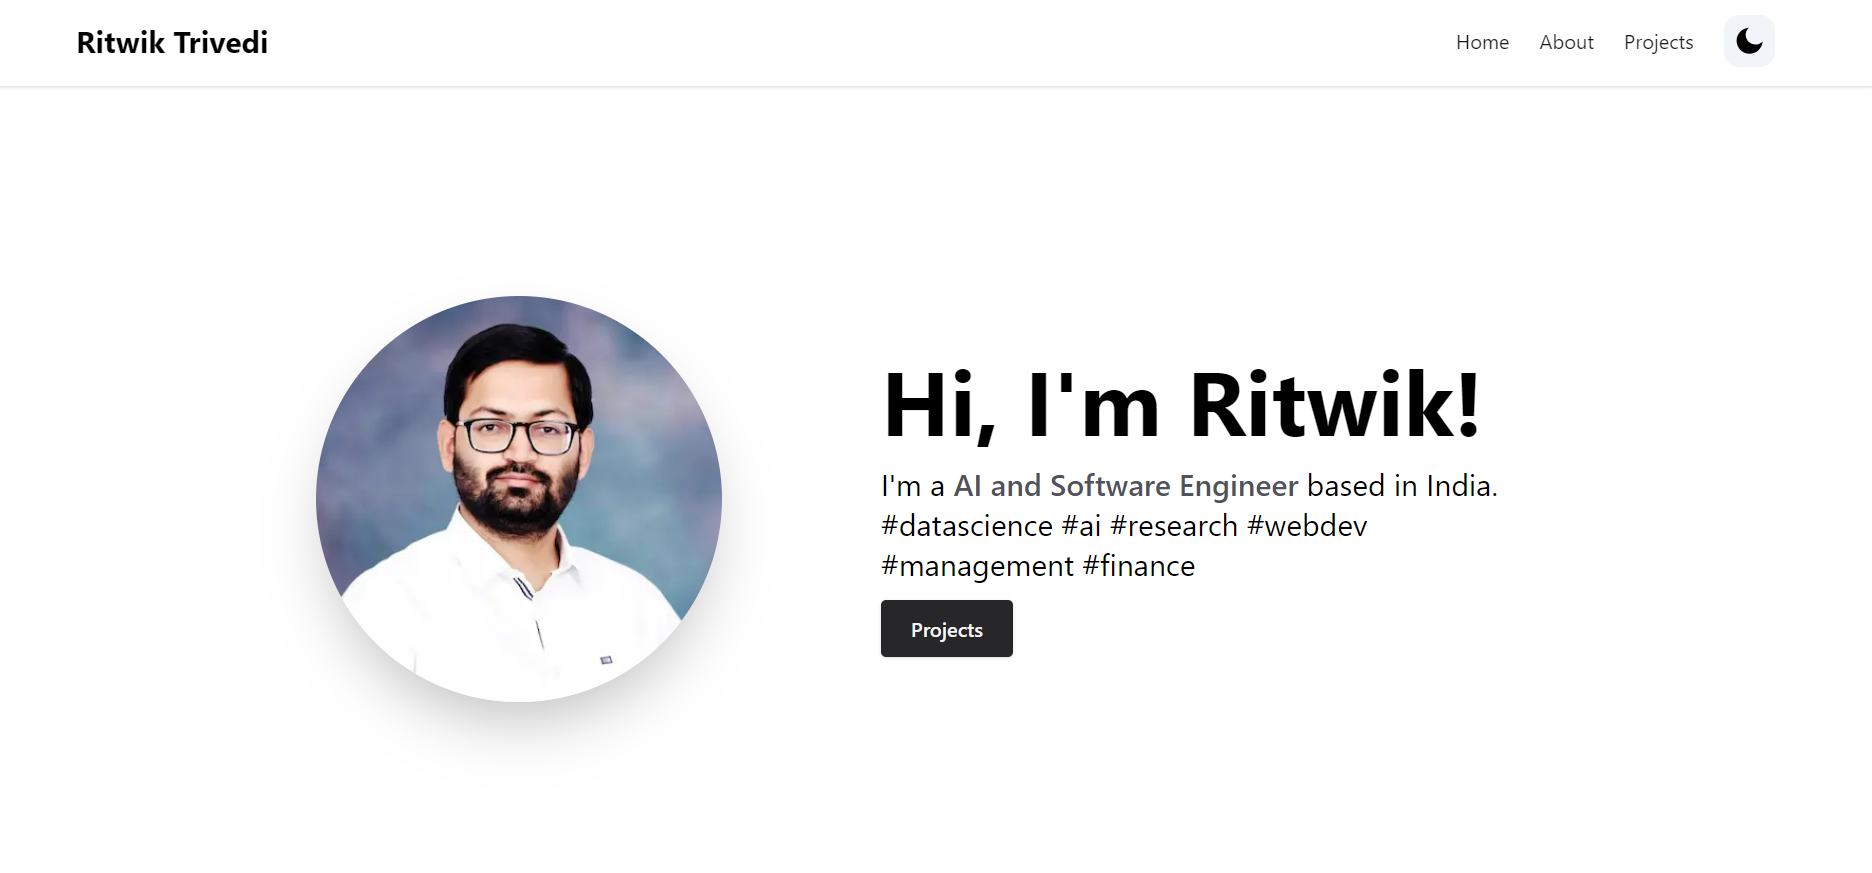 Ritwik Trivedi
Home About Projects
Hi, I'm Ritwik!
I'm a AI and Software Engineer based in India.
#datascience #ai #research #webdev
#management #finance
Projects